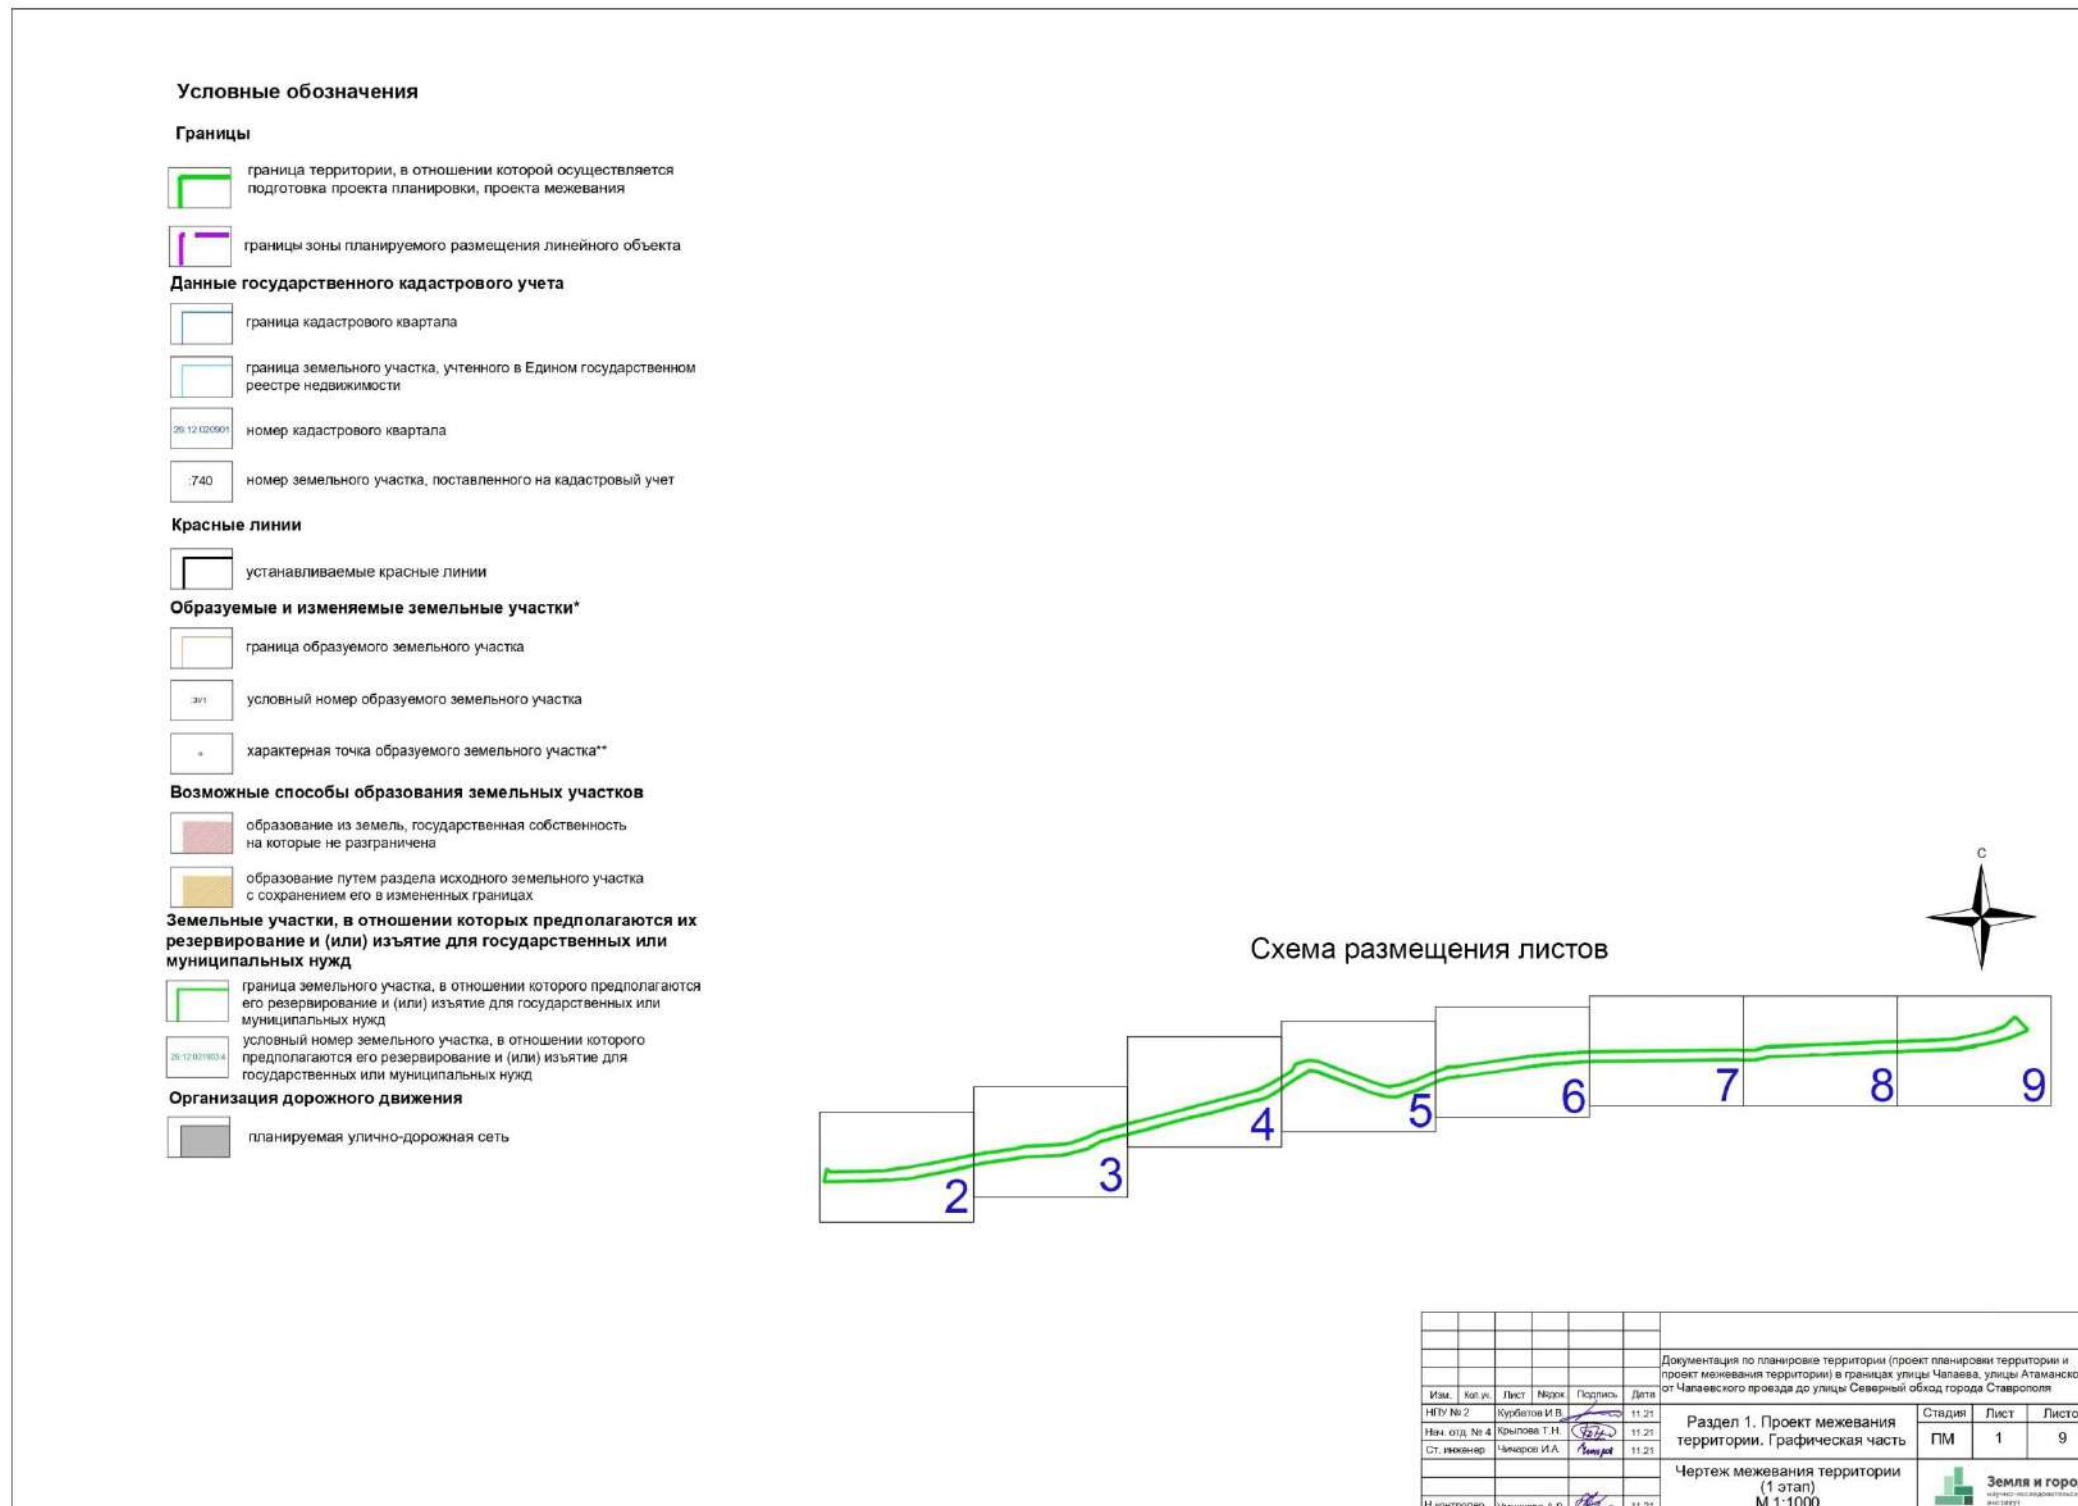 Условные обозначения
Границы
граница территории, в отношении которой осуществляется
подготовка проекта планировки, проекта межевания
границы зоны планируемого размещения линейного объекта
Данные государственного кадастрового учета
граница кадастрового квартала
граница земельного участка, учтенного в Едином государственном
реестре недвижимости
26:12:020901
номер кадастрового квартала
:740
номер земельного участка, поставленного на кадастровый учет
Красные линии
устанавливаемые красные линии
Образуемые и изменяемые земельные участки*
граница образуемого земельного участка
:ЗУ1
условный номер образуемого земельного участка
характерная точка образуемого земельного участка**
Возможные способы образования земельных участков
образование из земель, государственная собственность
на которые не разграничена
образование путем раздела исходного земельного участка
с сохранением его в измененных границах
Земельные участки, в отношении которых предполагаются их
резервирование и (или) изъятие для государственных или
муниципальных нужд
граница земельного участка, в отношении которого предполагаются
его резервирование и (или) изъятие для государственных или
муниципальных нужд
условный номер земельного участка, в отношении которого
предполагаются его резервирование и (или) изъятие для
государственных или муниципальных нужд
Организация дорожного движения
планируемая улично-дорожная сеть
С
Схема размещения листов
2
3
4
5
6
7
8
9
Документация по планировке территории (проект планировки территории и
проект межевания территории) в границах улицы Чапаева, улицы Атаманско
от Чапаевского проезда до улицы Северный обход города Ставрополя
Изм. Кол.уч. Лист №док. Подпись Дата
НПУ № 2 Курбатов И.В. 11.21
Нач. отд. № 4 Крылова Т.Н. 11.21
Ст. инженер Чичаров И.А. 11.21
Раздел 1. Проект межевания
территории. Графическая часть
Стадия Лист Листо
ПМ 1 9
Чертеж межевания территории
(1 этап)
М 1:1000
Земля и горо
11.21